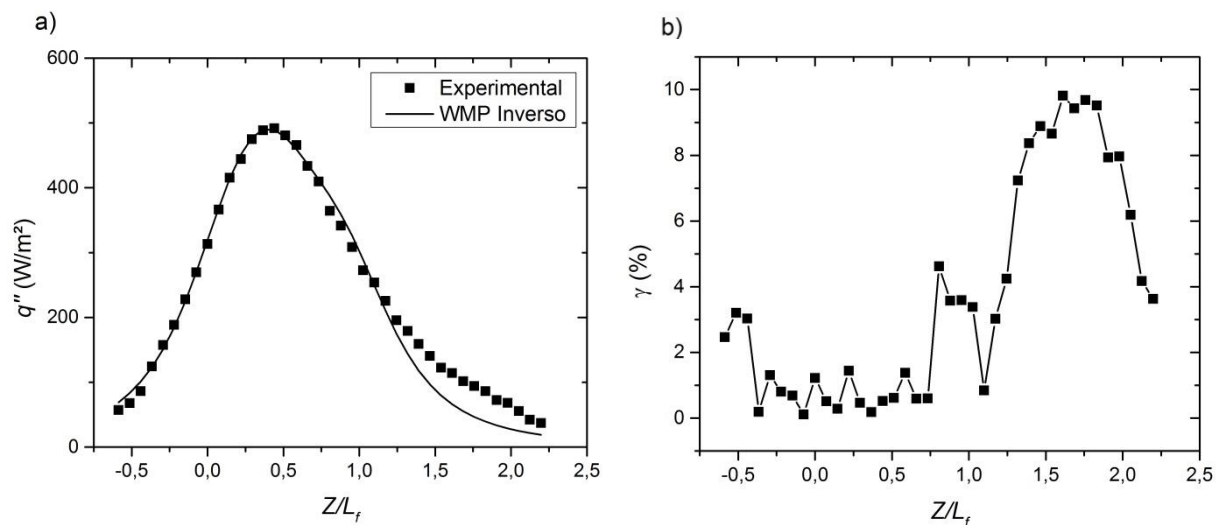 a)
600
400
200
0
q″ (W/m²)
Experimental
WMP Inverso
-0,5 0,0 0,5 1,0 1,5 2,0 2,5
Z/Lf
b)
10
8
6
4
2
0
γ (%)
-0,5 0,0 0,5 1,0 1,5 2,0 2,5
Z/Lf